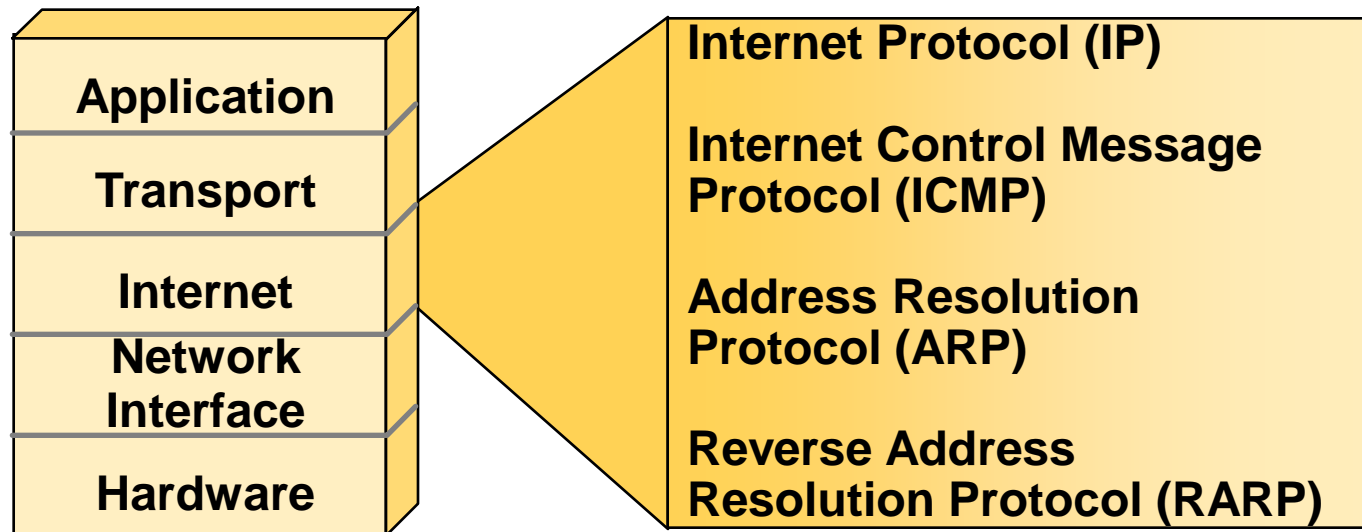 Application
Transport
Internet
Network
Interface
Hardware
Internet Protocol (IP)
Internet Control Message
Protocol (ICMP)
Address Resolution
Protocol (ARP)
Reverse Address
Resolution Protocol (RARP)